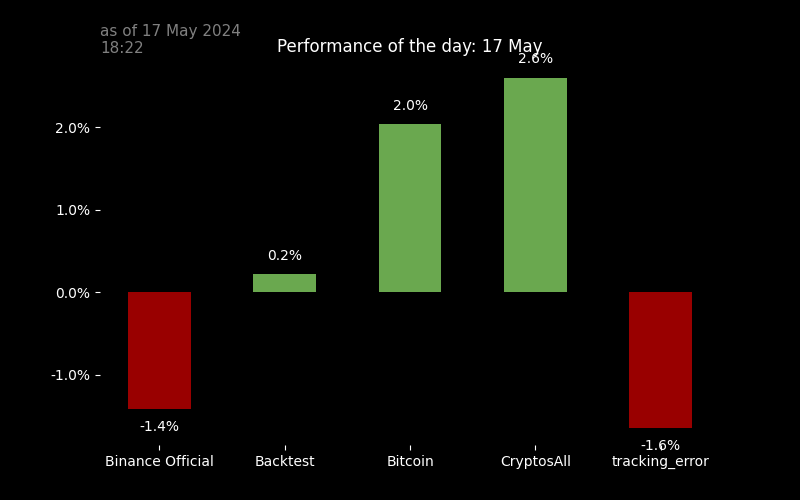 as of 17 May 2024
18:22
Performance of the day: 17 May
2.6%
2.0%
2.0%
1.0%
0.2%
0.0%
-1.0%
-1.4%
-1.6%
Binance Official
Backtest
Bitcoin
CryptosAll
tracking_error